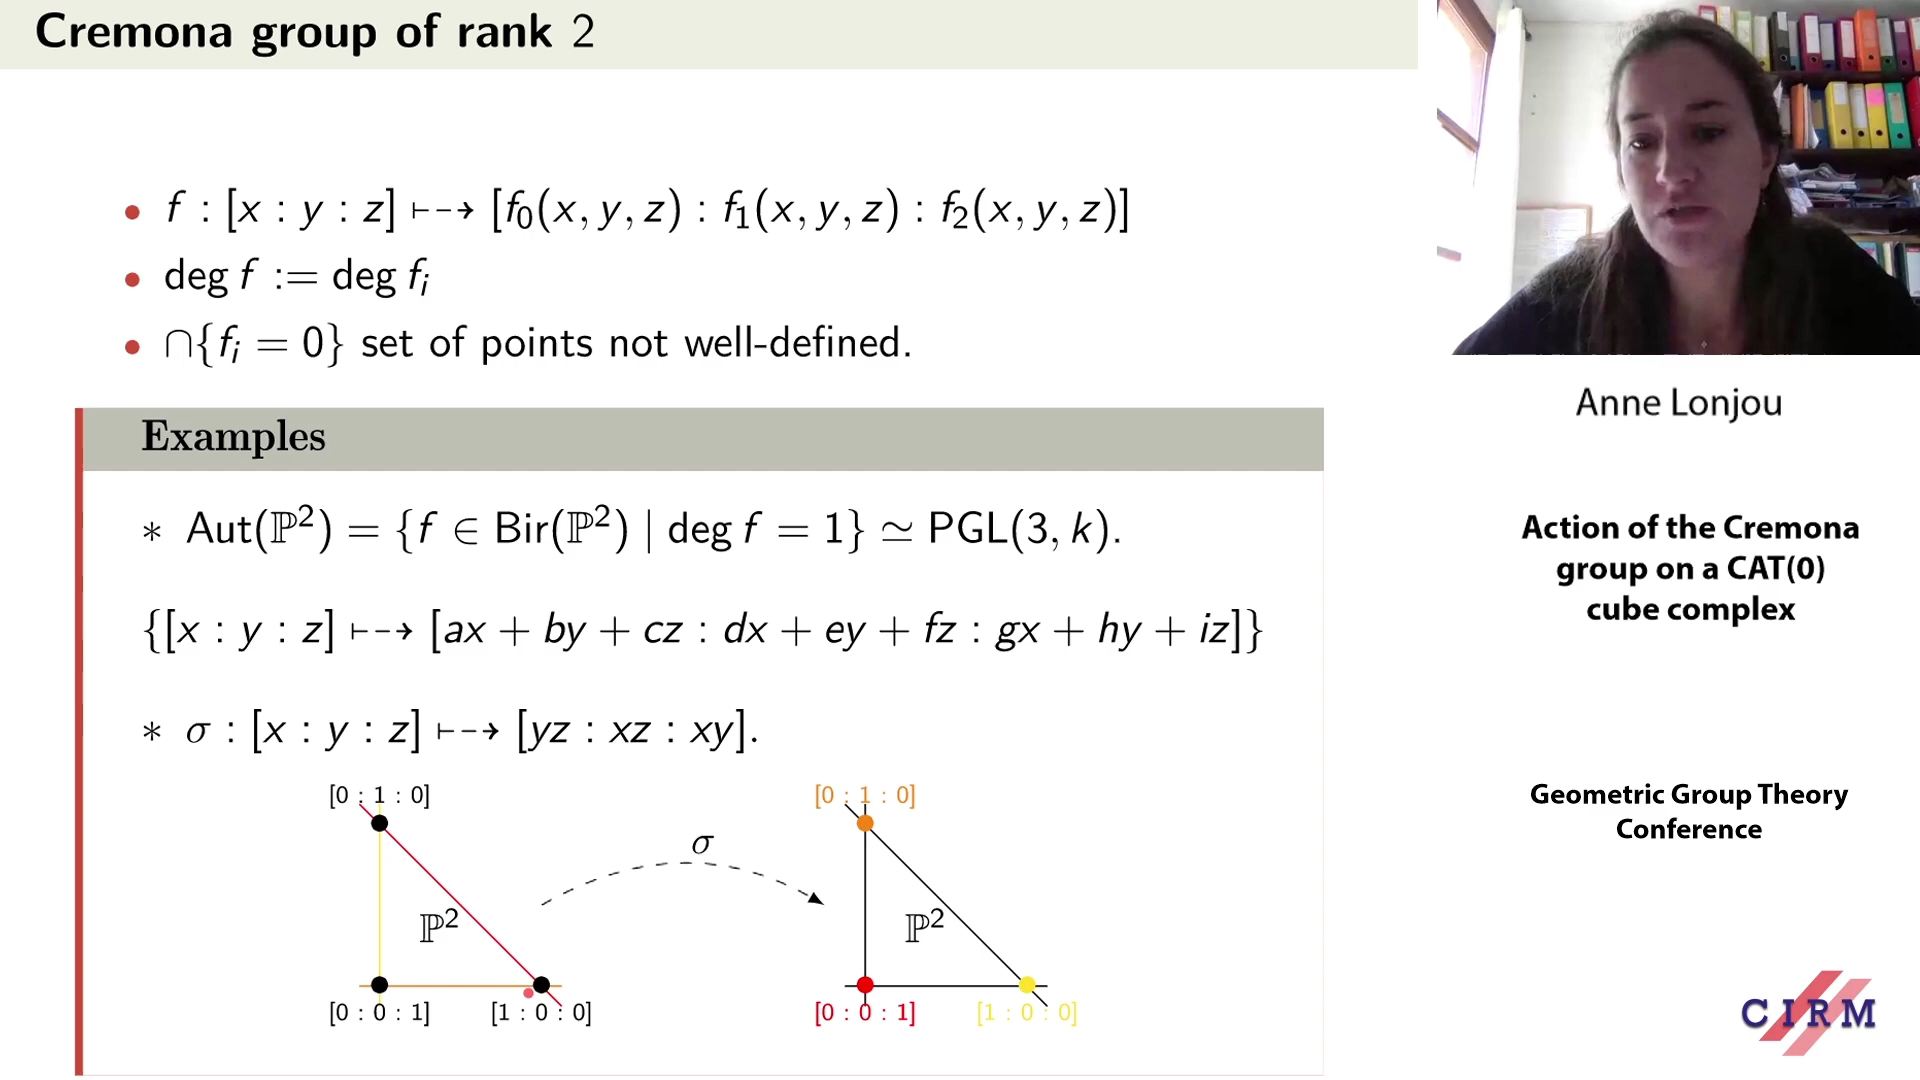 Cremona group of rank 2
• f : [x : y : z] ⇢ [f₀(x, y, z) : f₁(x, y, z) : f₂(x, y, z)]
• deg f := deg fᵢ
• ∩{fᵢ = 0} set of points not well-defined.
Examples
∗ Aut(ℙ²) = {f ∈ Bir(ℙ²) | deg f = 1} ≃ PGL(3, k).
{[x : y : z] ⇢ [ax + by + cz : dx + ey + fz : gx + hy + iz]}
∗ σ : [x : y : z] ⇢ [yz : xz : xy].
[0 : 1 : 0]
ℙ²
[0 : 0 : 1] [1 : 0 : 0]
σ
[0 : 1 : 0]
ℙ²
[0 : 0 : 1] [1 : 0 : 0]
Anne Lonjou
Action of the Cremona
group on a CAT(0)
cube complex
Geometric Group Theory
Conference
CIRM